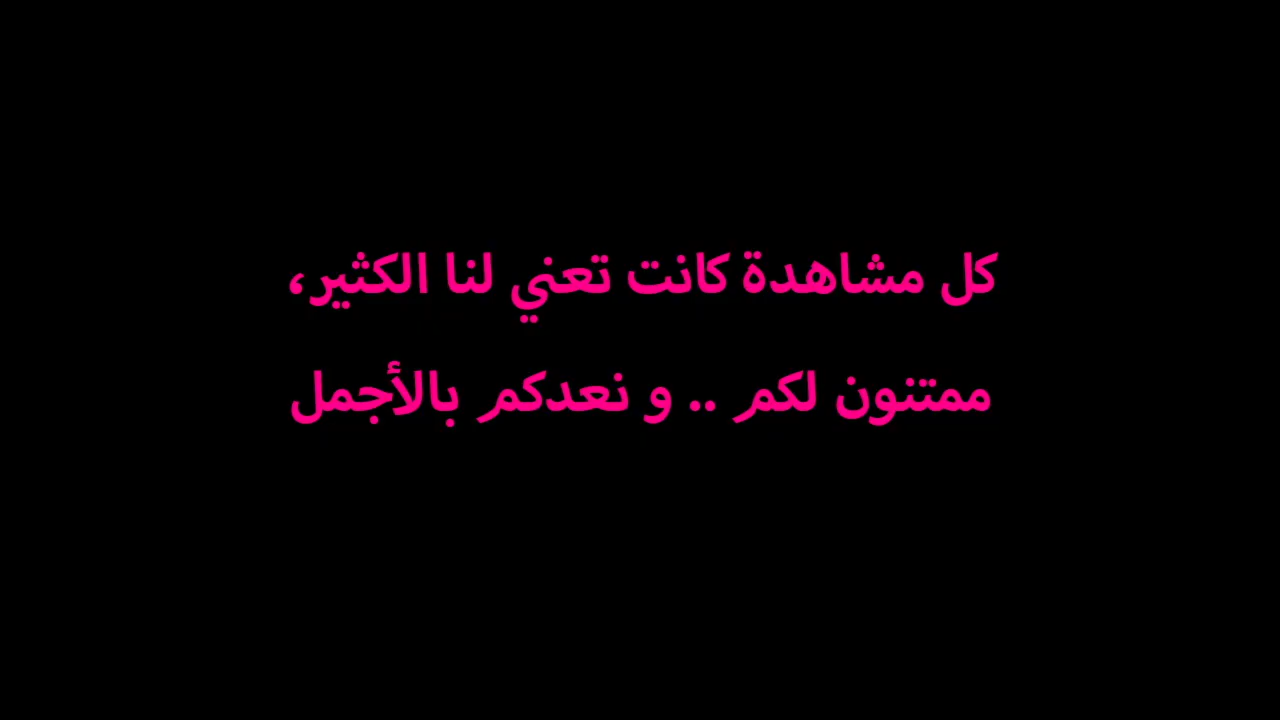 كل مشاهدة كانت تعني لنا الكثير،
ممتنون لكم .. و نعدكم بالأجمل